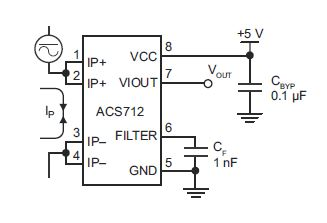 +5 V
1 IP+ VCC 8
2 IP+ VIOUT 7 VOUT
CBYP
0.1 µF
IP
ACS712
3 IP– FILTER 6
CF
1 nF
4 IP– GND 5